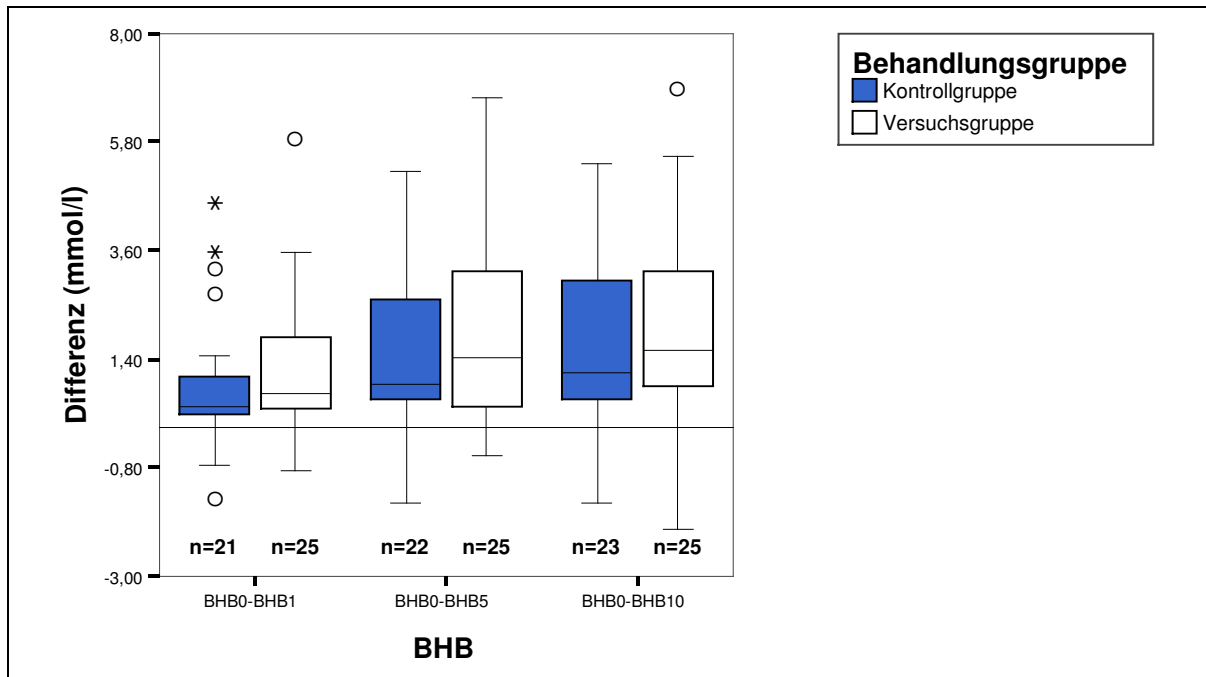 8,00
5,80
3,60
1,40
-0,80
-3,00
Differenz (mmol/l)
n=21 n=25 n=22 n=25 n=23 n=25
BHB0-BHB1 BHB0-BHB5 BHB0-BHB10
BHB
Behandlungsgruppe
Kontrollgruppe
Versuchsgruppe